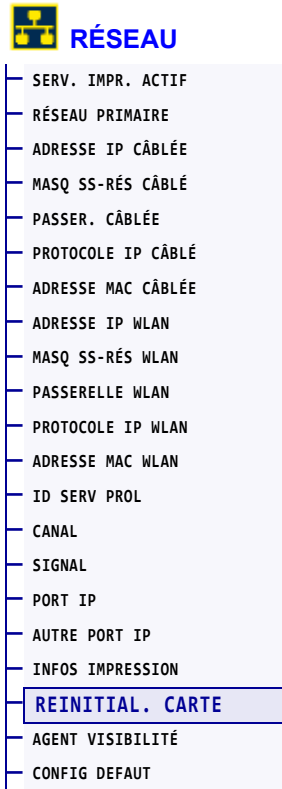 RÉSEAU
SERV. IMPR. ACTIF
RÉSEAU PRIMAIRE
ADRESSE IP CÂBLÉE
MASQ SS-RÉS CÂBLÉ
PASSER. CÂBLÉE
PROTOCOLE IP CÂBLÉ
ADRESSE MAC CÂBLÉE
ADRESSE IP WLAN
MASQ SS-RÉS WLAN
PASSERELLE WLAN
PROTOCOLE IP WLAN
ADRESSE MAC WLAN
ID SERV PROL
CANAL
SIGNAL
PORT IP
AUTRE PORT IP
INFOS IMPRESSION
REINITIAL. CARTE
AGENT VISIBILITÉ
CONFIG DEFAUT